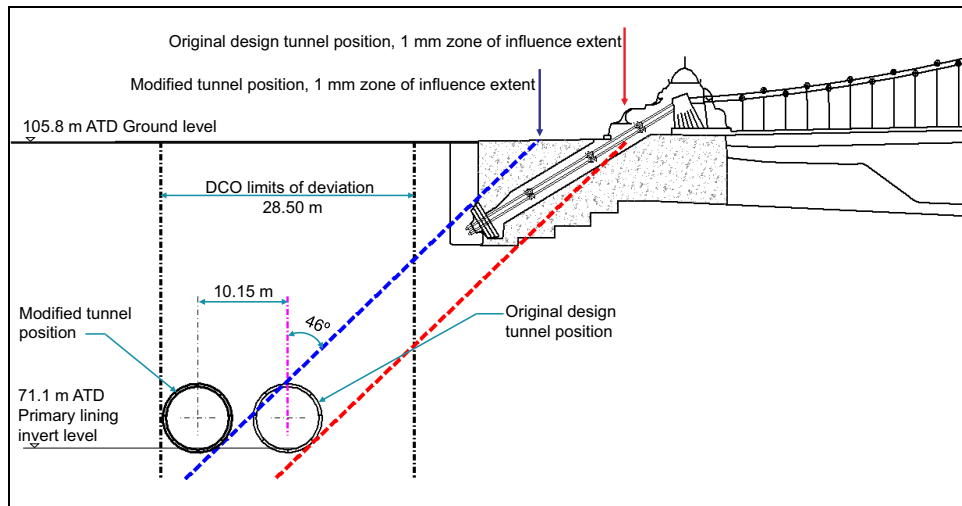 Original design tunnel position, 1 mm zone of influence extent
Modified tunnel position, 1 mm zone of influence extent
105.8 m ATD Ground level
DCO limits of deviation
28.50 m
10.15 m
Modified tunnel
position
46º
Original design
tunnel position
71.1 m ATD
Primary lining
invert level